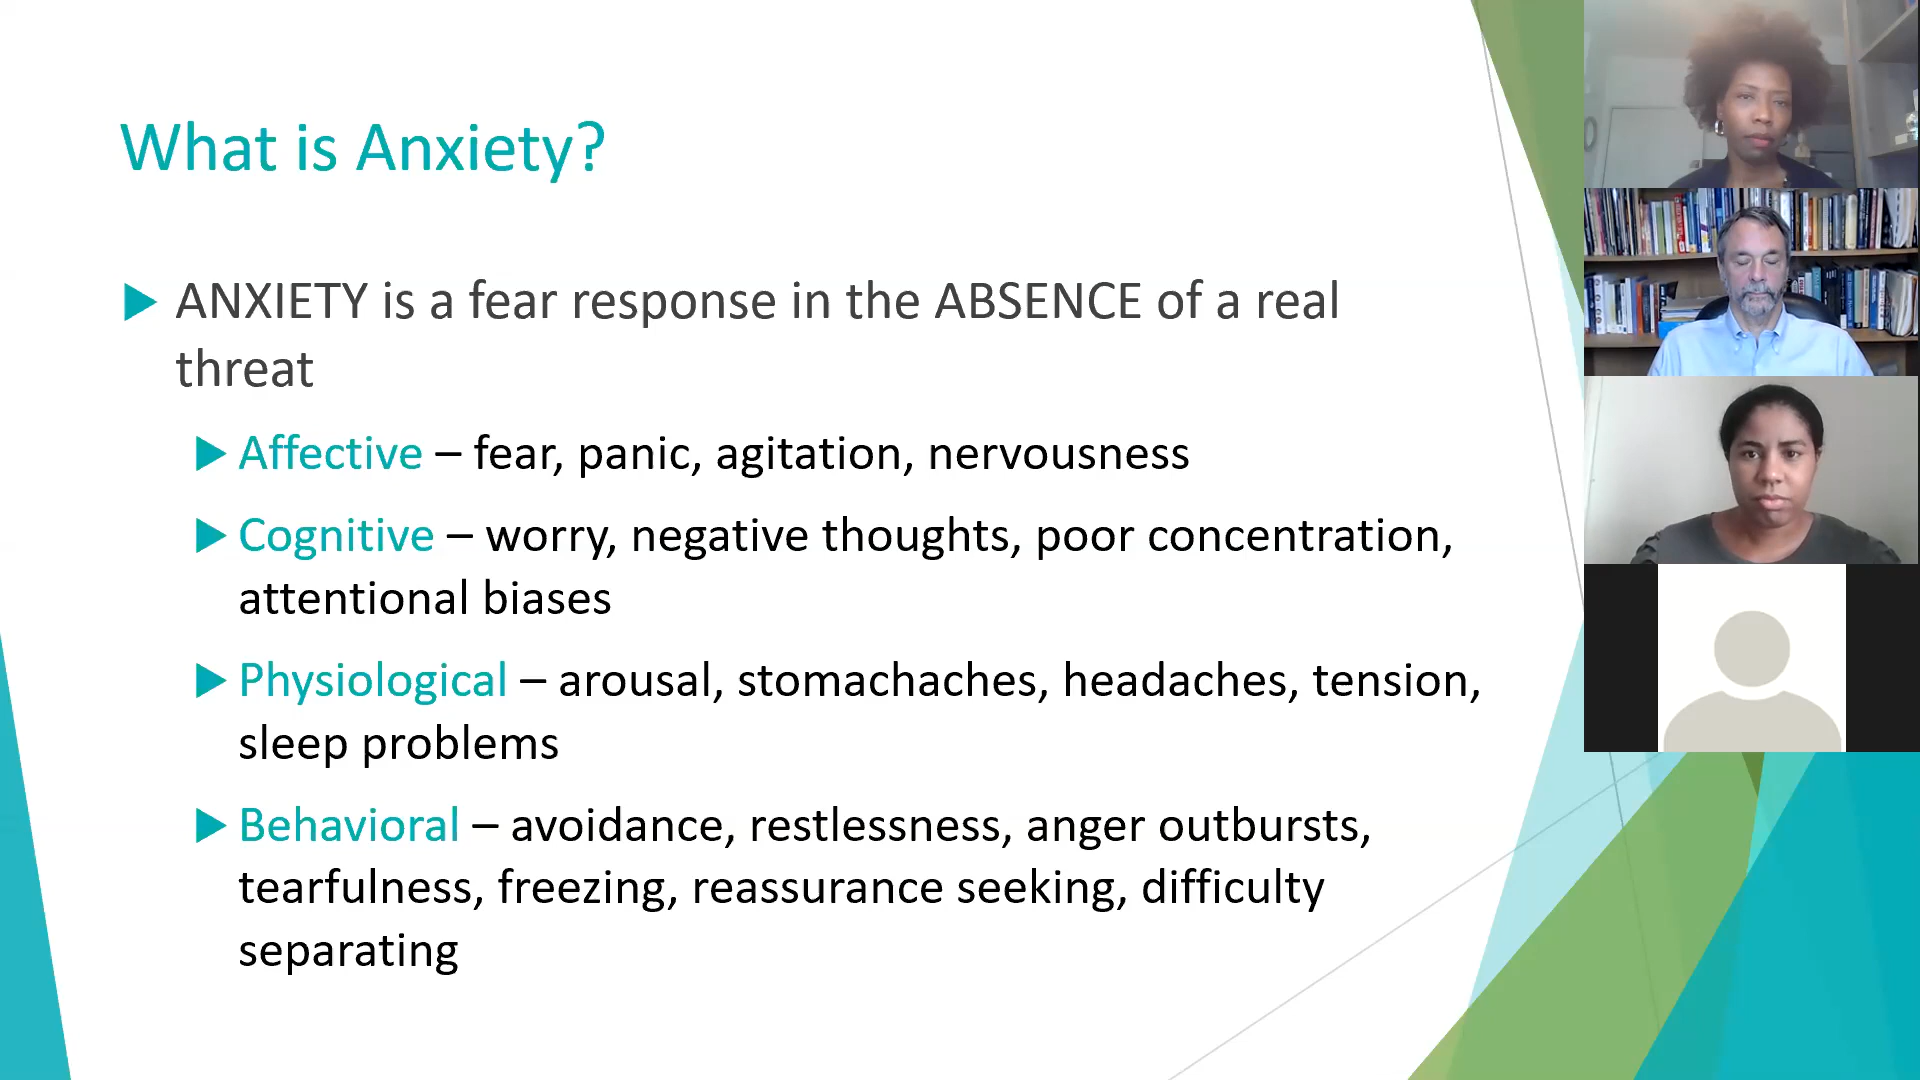 What is Anxiety?
ANXIETY is a fear response in the ABSENCE of a real
threat
Affective – fear, panic, agitation, nervousness
Cognitive – worry, negative thoughts, poor concentration,
attentional biases
Physiological – arousal, stomachaches, headaches, tension,
sleep problems
Behavioral – avoidance, restlessness, anger outbursts,
tearfulness, freezing, reassurance seeking, difficulty
separating